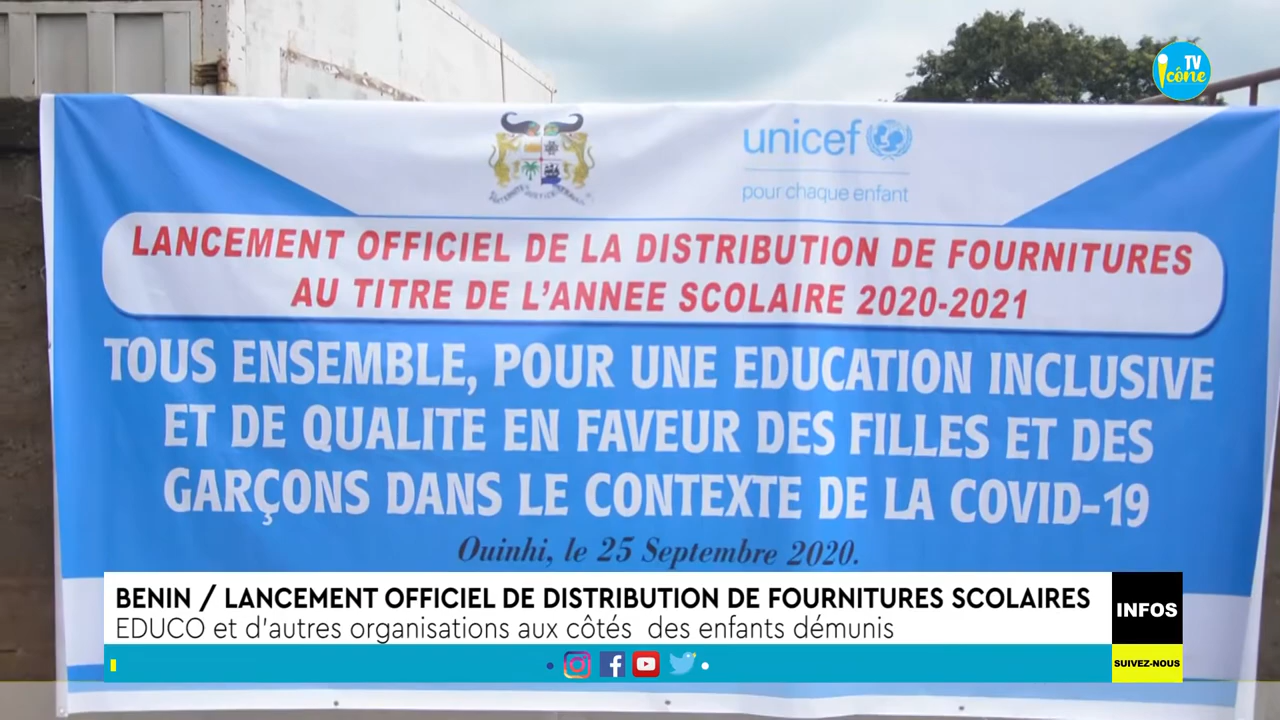 TV
icône
unicef
pour chaque enfant
LANCEMENT OFFICIEL DE LA DISTRIBUTION DE FOURNITURES
AU TITRE DE L'ANNEE SCOLAIRE 2020-2021
TOUS ENSEMBLE, POUR UNE EDUCATION INCLUSIVE
ET DE QUALITE EN FAVEUR DES FILLES ET DES
GARÇONS DANS LE CONTEXTE DE LA COVID-19
Ouinhi, le 25 Septembre 2020.
BENIN / LANCEMENT OFFICIEL DE DISTRIBUTION DE FOURNITURES SCOLAIRES
EDUCO et d'autres organisations aux côtés des enfants démunis
INFOS
SUIVEZ-NOUS